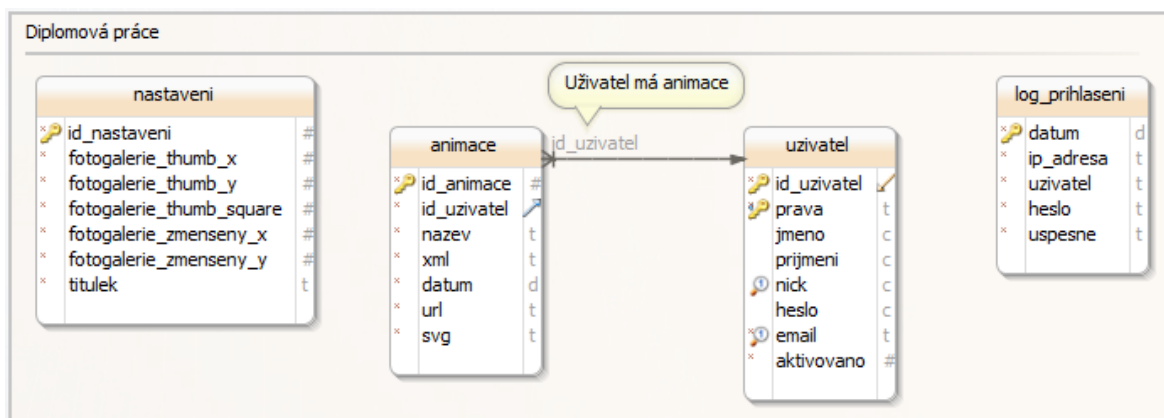 Diplomová práce
nastaveni
id_nastaveni #
fotogalerie_thumb_x #
fotogalerie_thumb_y #
fotogalerie_thumb_square #
fotogalerie_zmenseny_x #
fotogalerie_zmenseny_y #
titulek t
Uživatel má animace
id_uzivatel
animace
id_animace #
id_uzivatel
nazev t
xml t
datum d
url t
svg t
uzivatel
id_uzivatel
prava t
jmeno c
prijmeni c
nick c
heslo c
email t
aktivovano #
log_prihlaseni
datum d
ip_adresa t
uzivatel t
heslo t
uspesne t